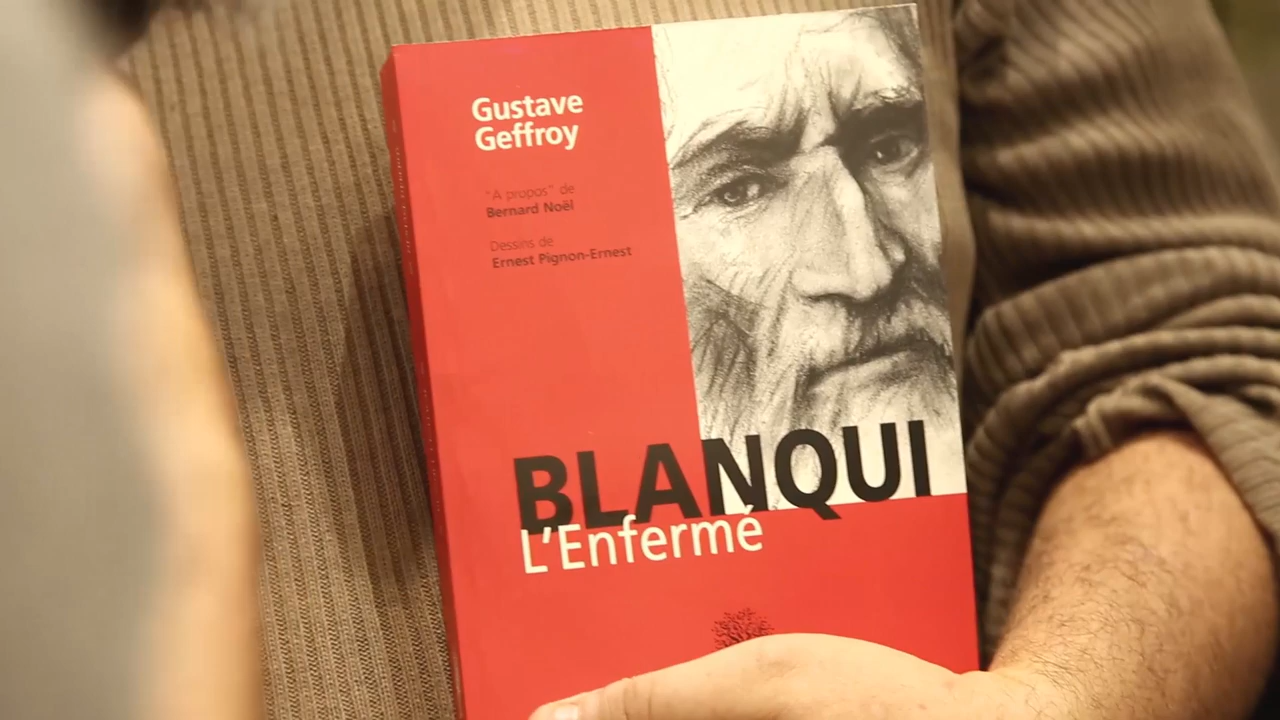 Gustave
Geffroy
"A propos" de
Bernard Noël
Dessins de
Ernest Pignon-Ernest
BLANQUI
L'Enfermé